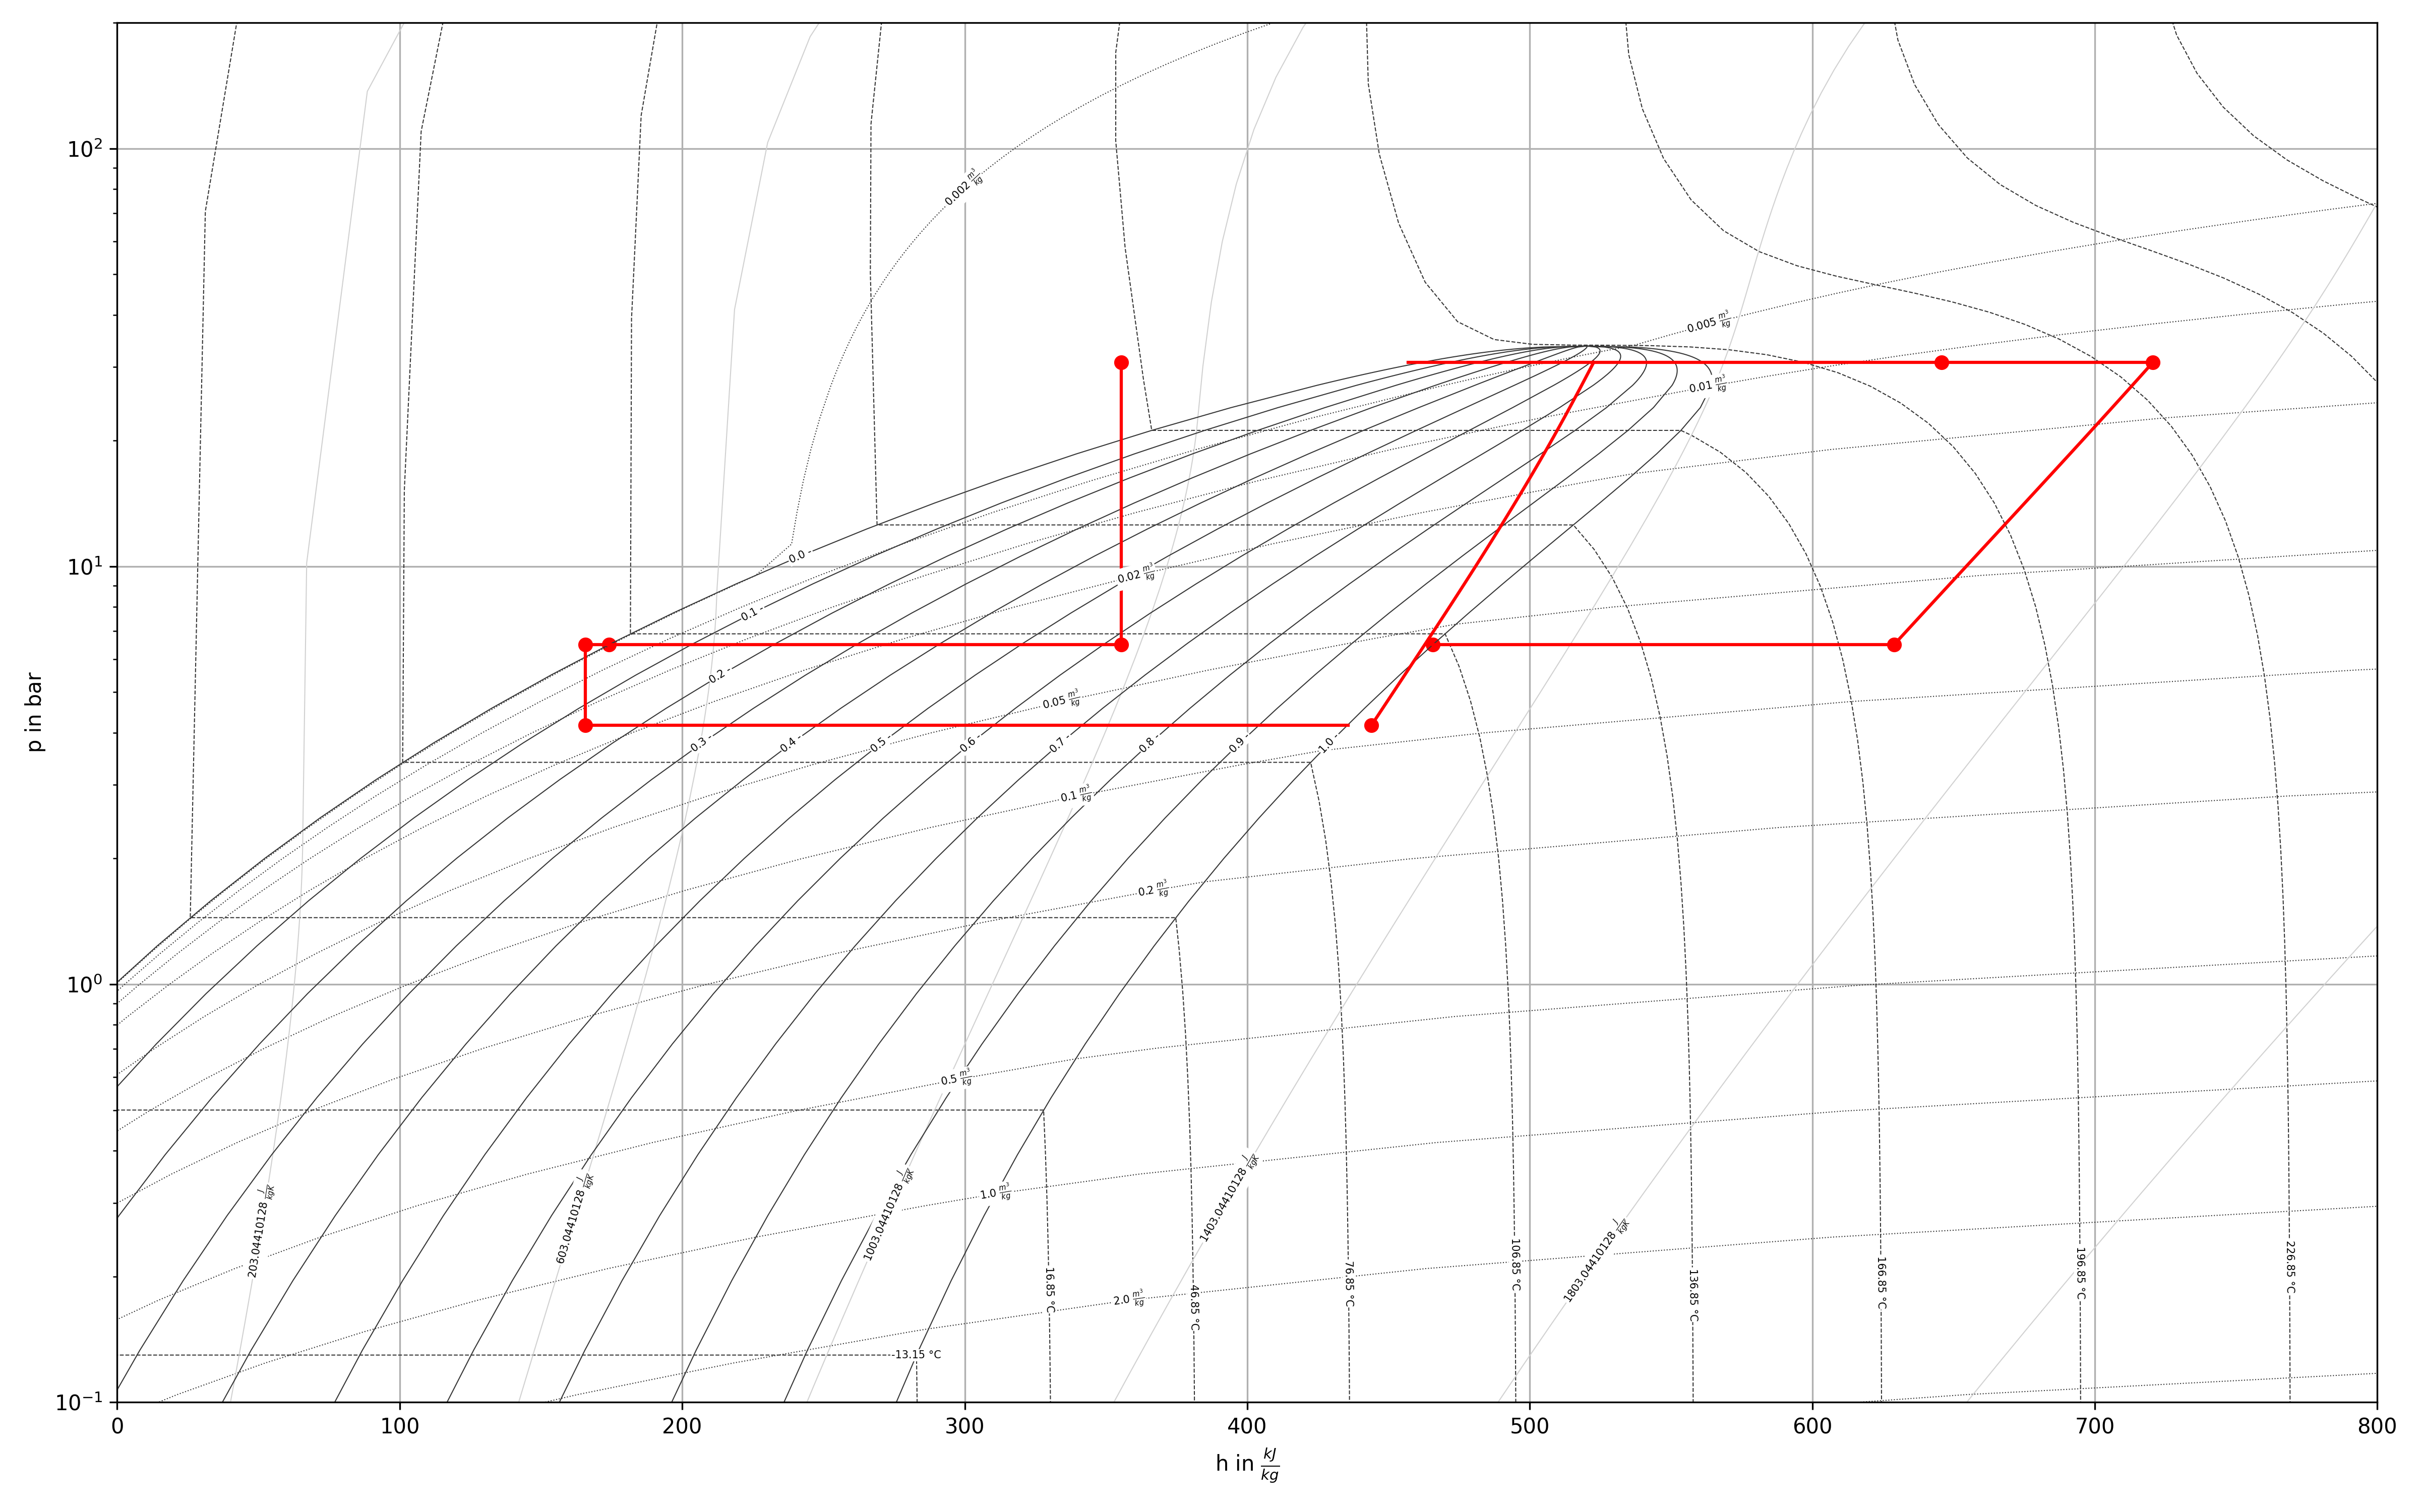 10²
10¹
10⁰
10⁻¹
p in bar
0.002 m³/kg
0.005 m³/kg
0.01 m³/kg
0.0
0.02 m³/kg
0.1
0.2
0.05 m³/kg
0.3
0.4
0.5
0.6
0.7
0.8
0.9
1.0
0.1 m³/kg
0.2 m³/kg
0.5 m³/kg
1.0 m³/kg
2.0 m³/kg
203.04410128 J/kgK
603.04410128 J/kgK
1003.04410128 J/kgK
1403.04410128 J/kgK
1803.04410128 J/kgK
-13.15 °C
16.85 °C
46.85 °C
76.85 °C
106.85 °C
136.85 °C
166.85 °C
196.85 °C
226.85 °C
0 100 200 300 400 500 600 700 800
h in kJ/kg